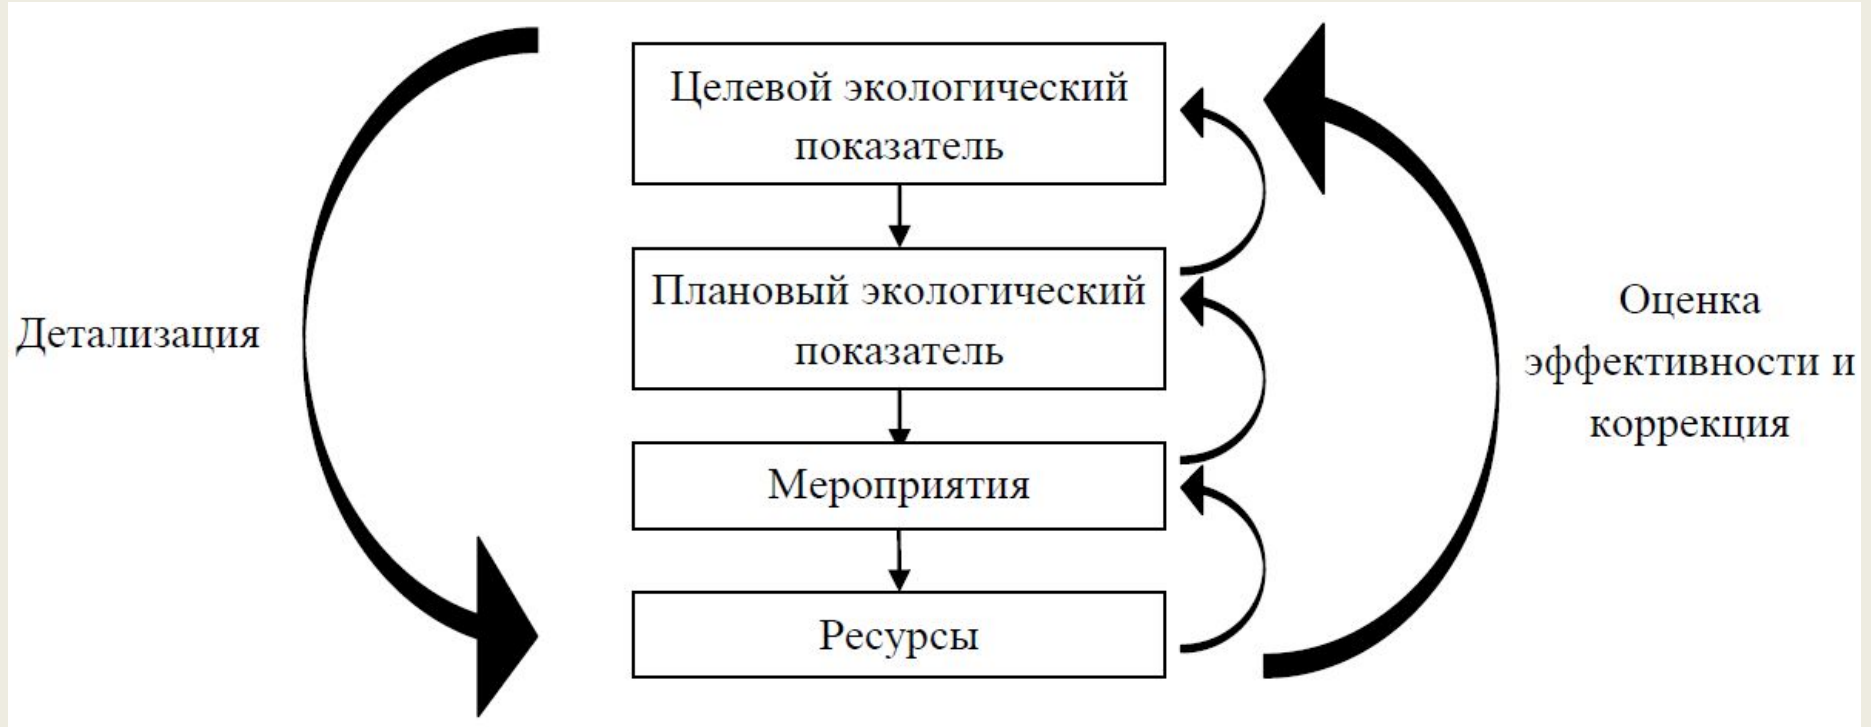 Целевой экологический
показатель
Плановый экологический
показатель
Мероприятия
Ресурсы
Детализация
Оценка
эффективности и
коррекция